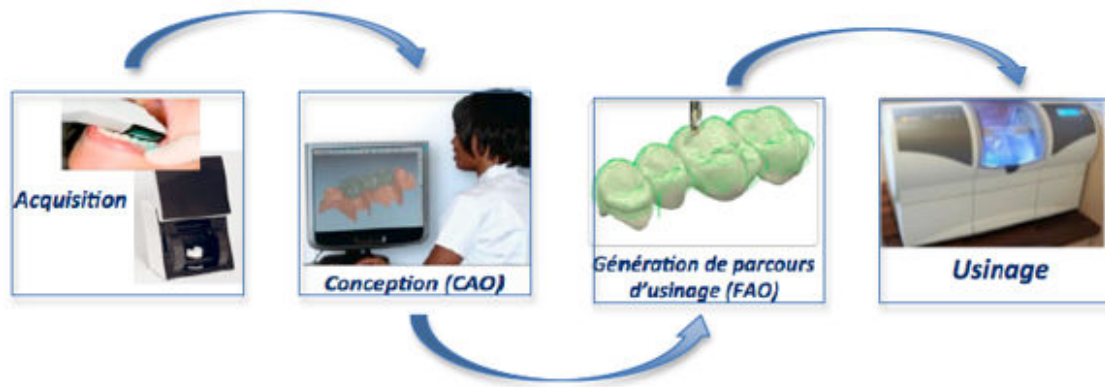 Acquisition
Conception (CAO)
Génération de parcours
d'usinage (FAO)
Usinage